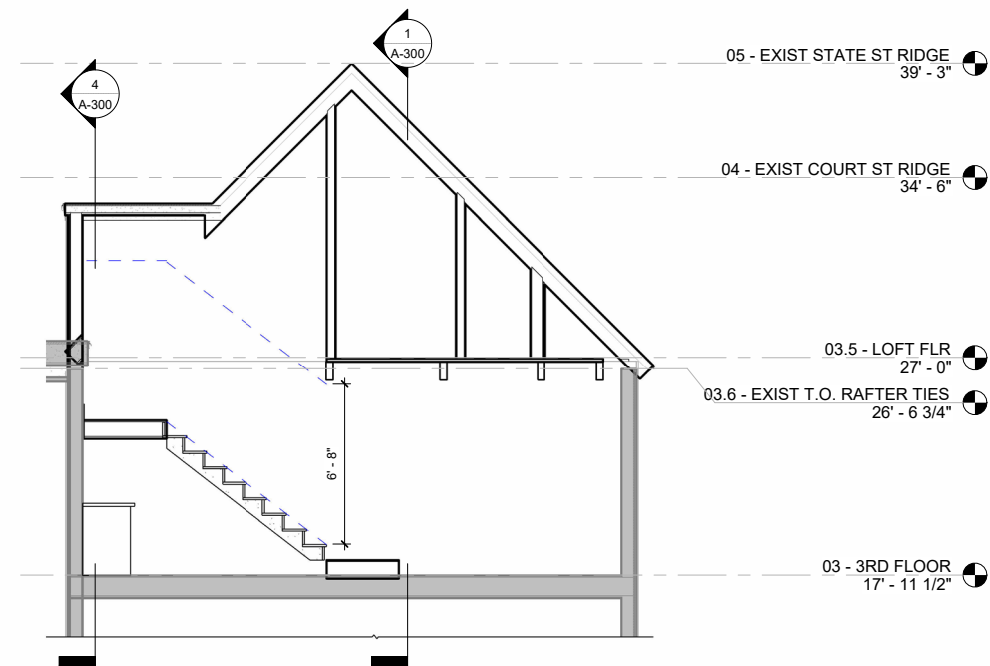 1
A-300
4
A-300
05 - EXIST STATE ST RIDGE
39' - 3"
04 - EXIST COURT ST RIDGE
34' - 6"
03.5 - LOFT FLR
27' - 0"
03.6 - EXIST T.O. RAFTER TIES
26' - 6 3/4"
6' - 8"
03 - 3RD FLOOR
17' - 11 1/2"